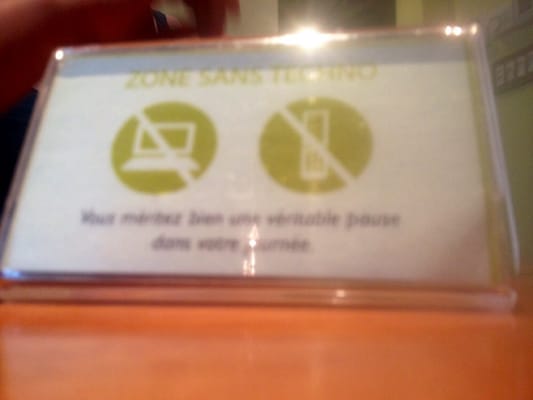 ZONE SANS TECHNO
Vous méritez bien une véritable pause
dans votre journée.